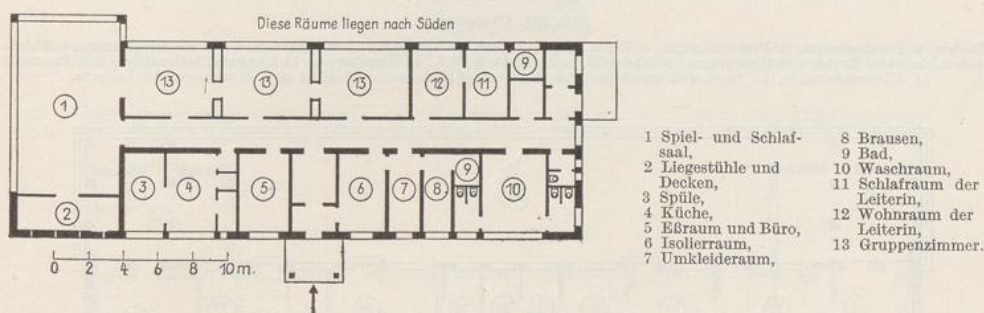 Diese Räume liegen nach Süden
13
13
13
12
11
9
1
3
4
5
6
7
8
9
10
2
0 2 4 6 8 10 m.
1 Spiel- und Schlaf-
saal,
2 Liegestühle und
Decken,
3 Spüle,
4 Küche,
5 Eßraum und Büro,
6 Isolierraum,
7 Umkleideraum,
8 Brausen,
9 Bad,
10 Waschraum,
11 Schlafraum der
Leiterin,
12 Wohnraum der
Leiterin,
13 Gruppenzimmer.